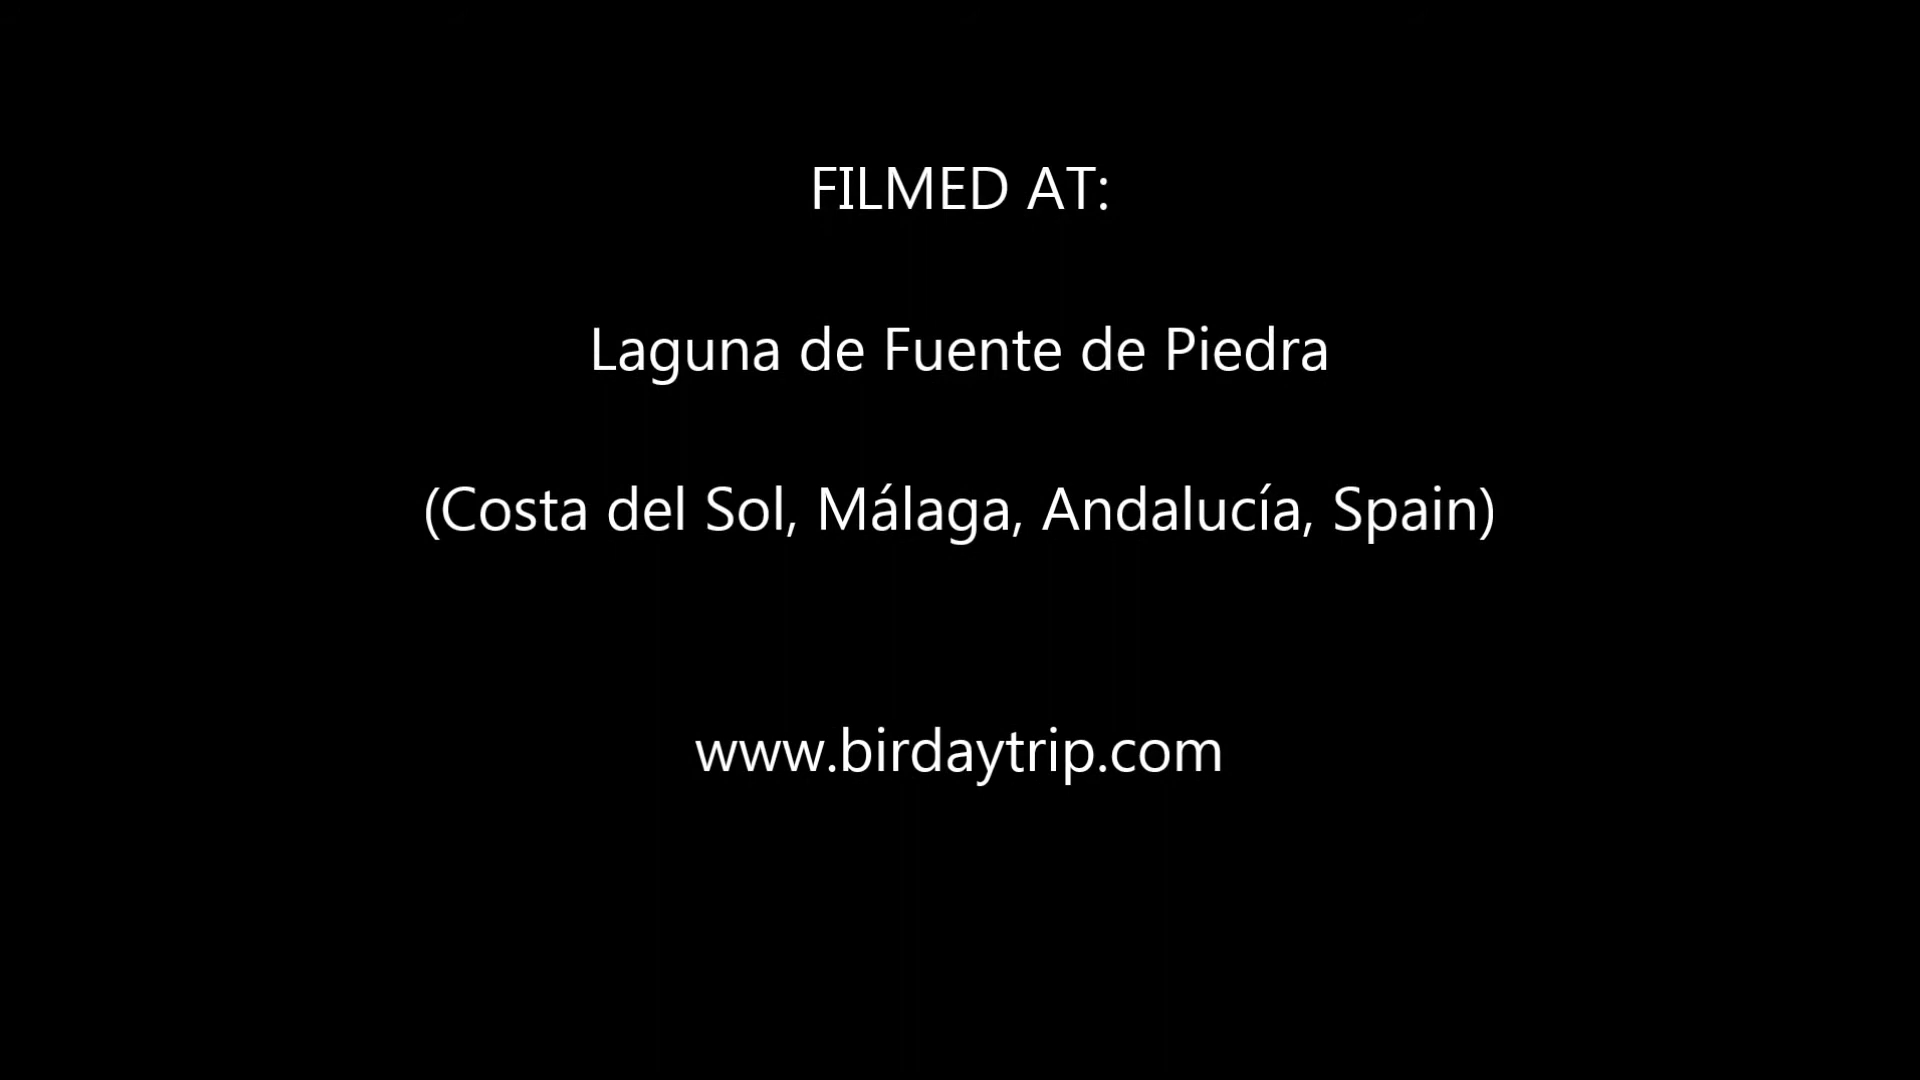 FILMED AT:
Laguna de Fuente de Piedra
(Costa del Sol, Málaga, Andalucía, Spain)
www.birdaytrip.com